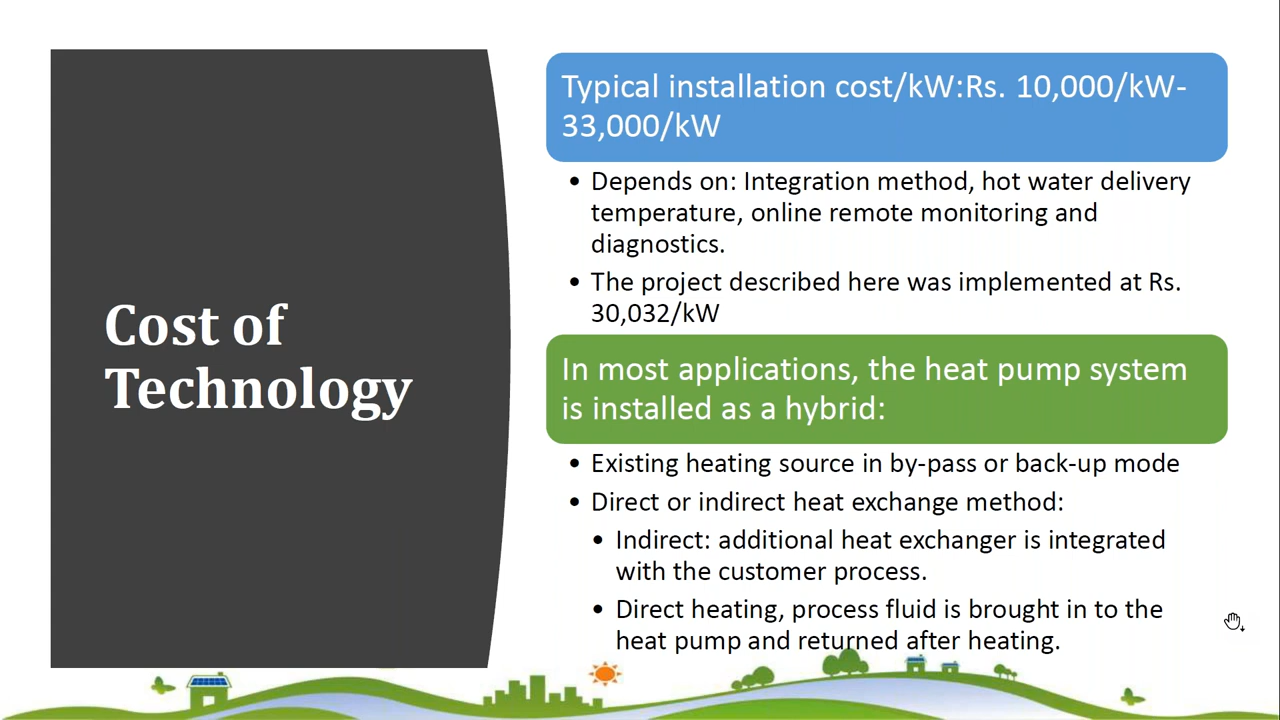 Cost of
Technology
Typical installation cost/kW:Rs. 10,000/kW-
33,000/kW
• Depends on: Integration method, hot water delivery
temperature, online remote monitoring and
diagnostics.
• The project described here was implemented at Rs.
30,032/kW
In most applications, the heat pump system
is installed as a hybrid:
• Existing heating source in by-pass or back-up mode
• Direct or indirect heat exchange method:
• Indirect: additional heat exchanger is integrated
with the customer process.
• Direct heating, process fluid is brought in to the
heat pump and returned after heating.